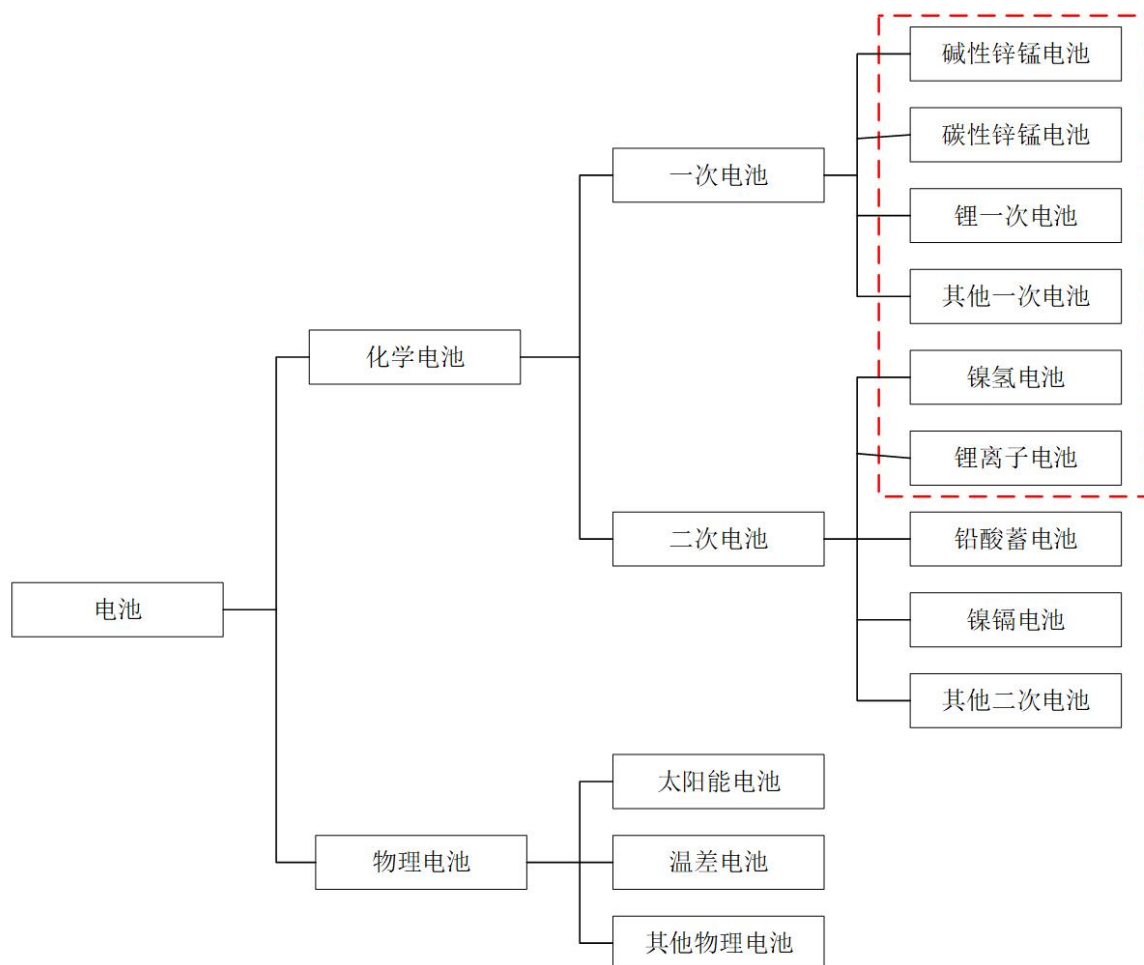 碱性锌锰电池
碳性锌锰电池
一次电池
锂一次电池
其他一次电池
化学电池
镍氢电池
锂离子电池
二次电池
铅酸蓄电池
电池
镍镉电池
其他二次电池
太阳能电池
物理电池
温差电池
其他物理电池